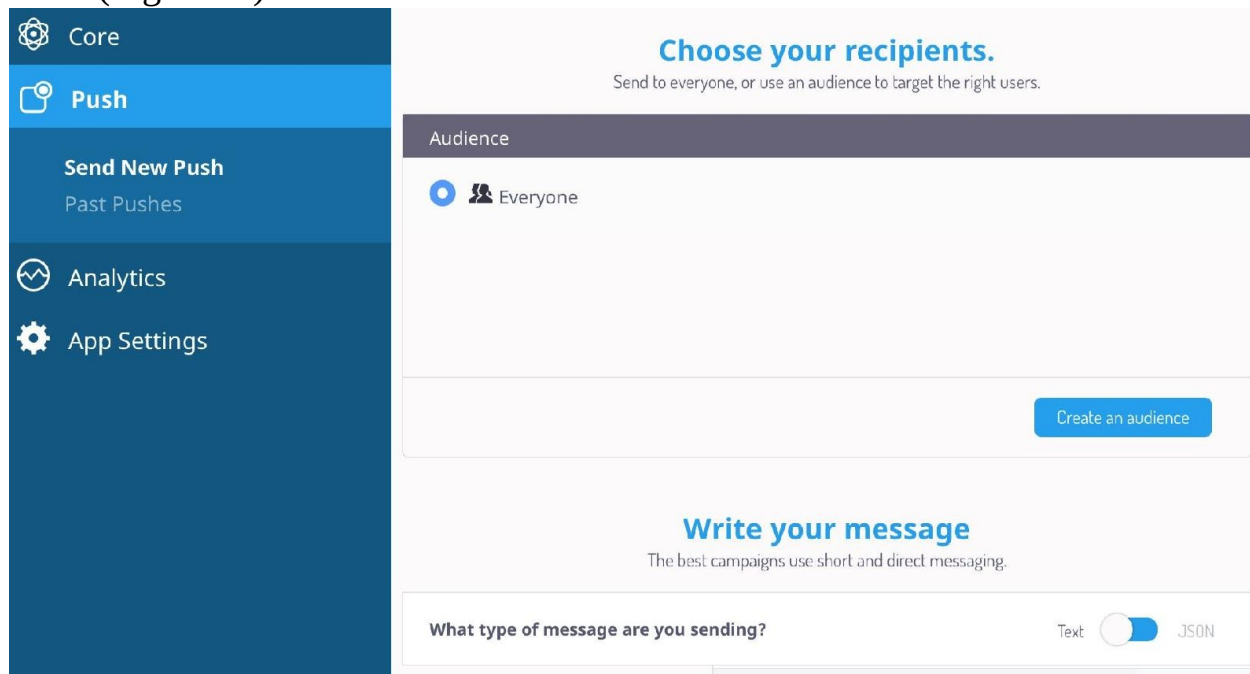 Core
Push
Send New Push
Past Pushes
Analytics
App Settings
Choose your recipients.
Send to everyone, or use an audience to target the right users.
Audience
Everyone
Create an audience
Write your message
The best campaigns use short and direct messaging.
What type of message are you sending?
Text JSON